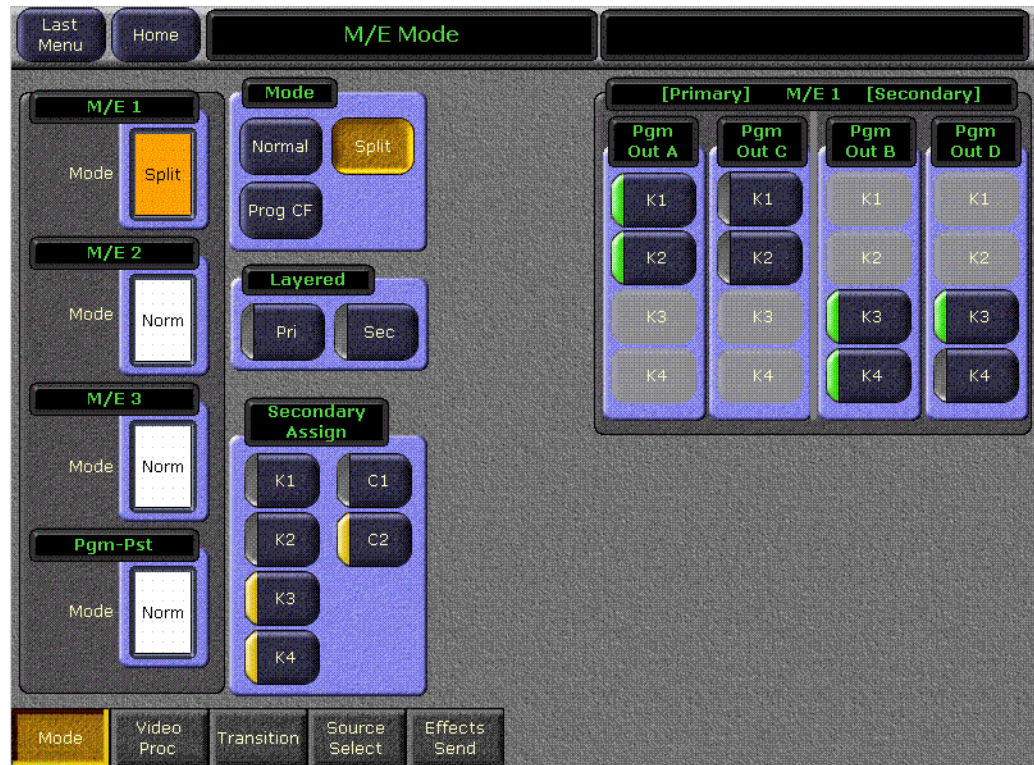 Last
Menu
Home
M/E Mode
M/E 1
Mode
Split
M/E 2
Mode
Norm
M/E 3
Mode
Norm
Pgm-Pst
Mode
Norm
Mode
Normal
Split
Prog CF
Layered
Pri
Sec
Secondary
Assign
K1
C1
K2
C2
K3
K4
[Primary] M/E 1 [Secondary]
Pgm
Out A
K1
K2
K3
K4
Pgm
Out C
K1
K2
K3
K4
Pgm
Out B
K1
K2
K3
K4
Pgm
Out D
K1
K2
K3
K4
Mode
Video
Proc
Transition
Source
Select
Effects
Send